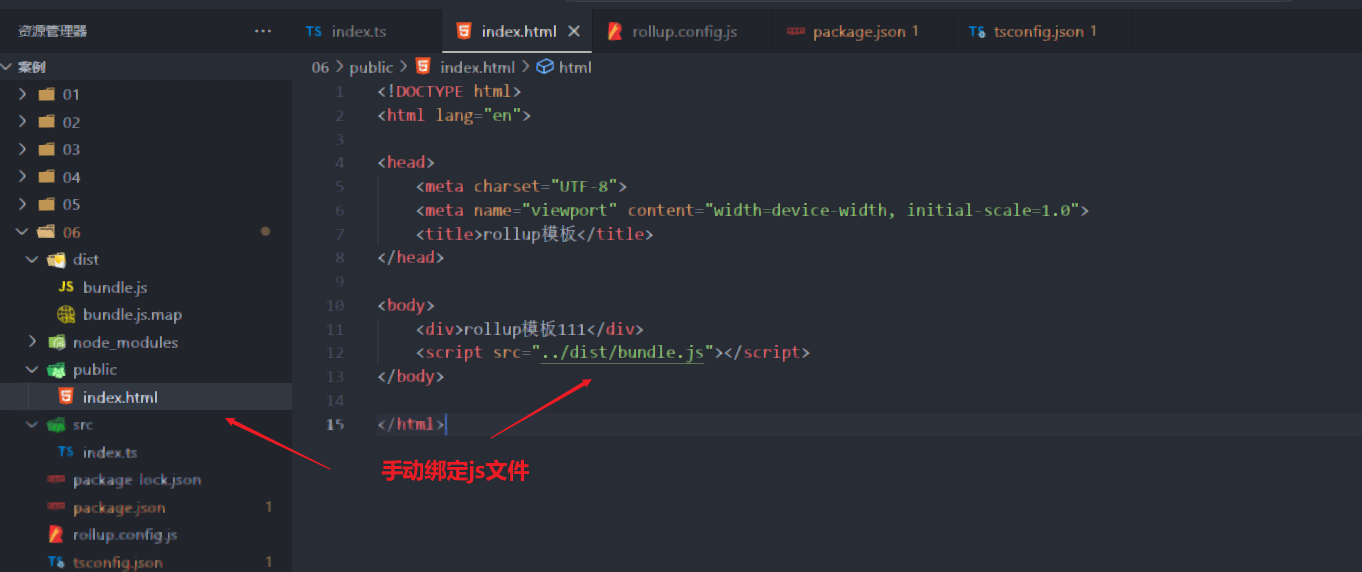 资源管理器 ···
TS index.ts
index.html
rollup.config.js
package.json 1
tsconfig.json 1
案例
06 > public > index.html > html
01
02
03
04
05
06
dist
JS bundle.js
bundle.js.map
node_modules
public
index.html
src
TS index.ts
package-lock.json
package.json 1
rollup.config.js
tsconfig.json 1
1 <!DOCTYPE html>
2 <html lang="en">
3
4 <head>
5 <meta charset="UTF-8">
6 <meta name="viewport" content="width=device-width, initial-scale=1.0">
7 <title>rollup模板</title>
8 </head>
9
10 <body>
11 <div>rollup模板111</div>
12 <script src="../dist/bundle.js"></script>
13 </body>
14
15 </html>
手动绑定js文件